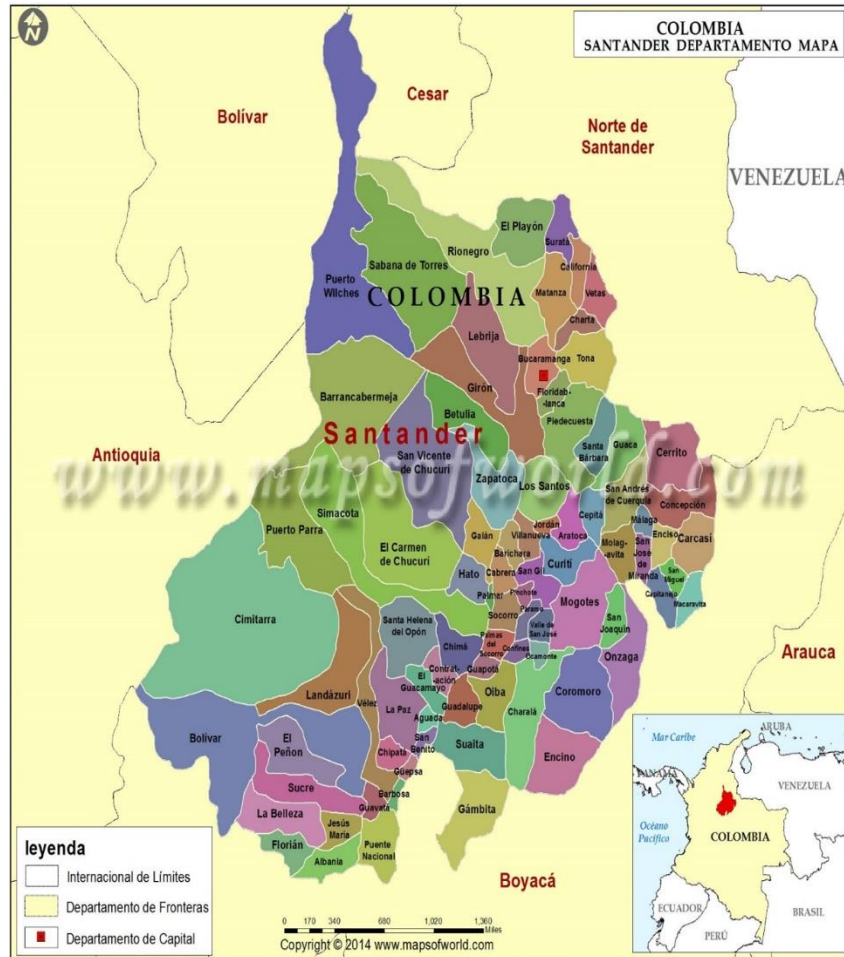 N
COLOMBIA
SANTANDER DEPARTAMENTO MAPA
Bolívar
Cesar
Norte de
Santander
VENEZUELA
El Playón
Suratá
Rionegro
California
Sabana de Torres
Matanza
Vetas
Puerto
Wilches
COLOMBIA
Charta
Lebrija
Bucaramanga
Tona
Girón
Floridab-
-lanca
Barrancabermeja
Betulia
Piedecuesta
Santander
Santa
Bárbara
Guaca
San Vicente
de Chucurí
Cerrito
Antioquia
www.mapsofworld.com
Zapatoca
Los Santos
San Andrés
de Cuerquia
Concepción
Simacota
Cepitá
Málaga
Puerto Parra
Jordán
Galán
Villanueva
Aratoca
Enciso
Carcasí
El Carmen
de Chucurí
Barichara
Molag-
-avita
San
José de
Miranda
Curití
Hato
Cabrera
San Gil
San
Miguel
Palmar
Pinchote
Mogotes
Capitanejo
Macaravita
Cimitarra
Socorro
Páramo
San
Joaquín
Santa Helena
del Opón
Valle de
San José
Chimá
Palmas
del
Socorro
Confines
Ocamonte
Onzaga
Arauca
Contrat-
-ación
Guapotá
El
Guacamayo
Landázuri
Vélez
La Paz
Oiba
Coromoro
Guadalupe
Charalá
Aguada
Bolívar
El
Peñon
San
Benito
Suaita
Chipatá
Encino
Güepsa
Sucre
Barbosa
Gámbita
Guavatá
La Belleza
Jesús
María
Puente
Nacional
Florián
Albania
Boyacá
leyenda
Internacional de Límites
Departamento de Fronteras
Departamento de Capital
0 170 340 680 1,020 1,360
Miles
Copyright © 2014 www.mapsofworld.com
Mar Caribe
ARUBA
PANAMÁ
VENEZUELA
Océano
Pacífico
COLOMBIA
ECUADOR
PERÚ
BRASIL